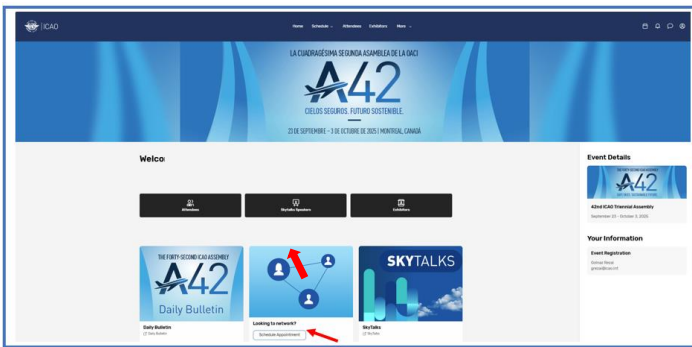 ICAO
Home Schedule Attendees Exhibitors More
LA CUADRAGÉSIMA SEGUNDA ASAMBLEA DE LA OACI
A42
CIELOS SEGUROS. FUTURO SOSTENIBLE.
23 DE SEPTIEMBRE - 3 DE OCTUBRE DE 2025 | MONTREAL, CANADÁ
Welco
Attendees
Skytalks Speakers
Exhibitors
THE FORTY-SECOND ICAO ASSEMBLY
A42
Daily Bulletin
Daily Bulletin
Daily Bulletin
Looking to network?
Schedule Appointment
SKYTALKS
SkyTalks
SkyTalks
Event Details
A42
42nd ICAO Triennial Assembly
September 23 - October 3, 2025
Your Information
Event Registration